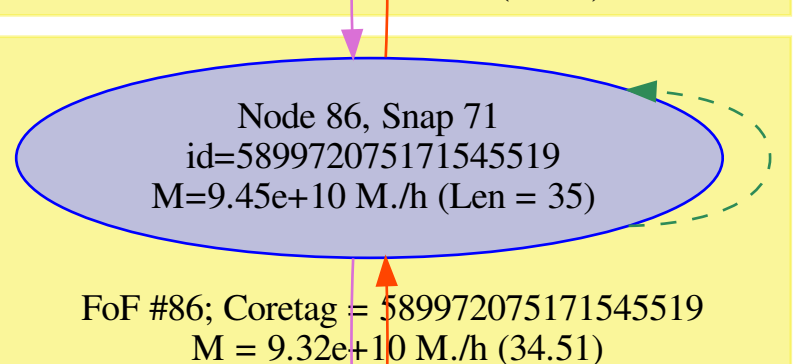 Node 86, Snap 71
id=589972075171545519
M=9.45e+10 M./h (Len = 35)
FoF #86; Coretag = 589972075171545519
M = 9.32e+10 M./h (34.51)